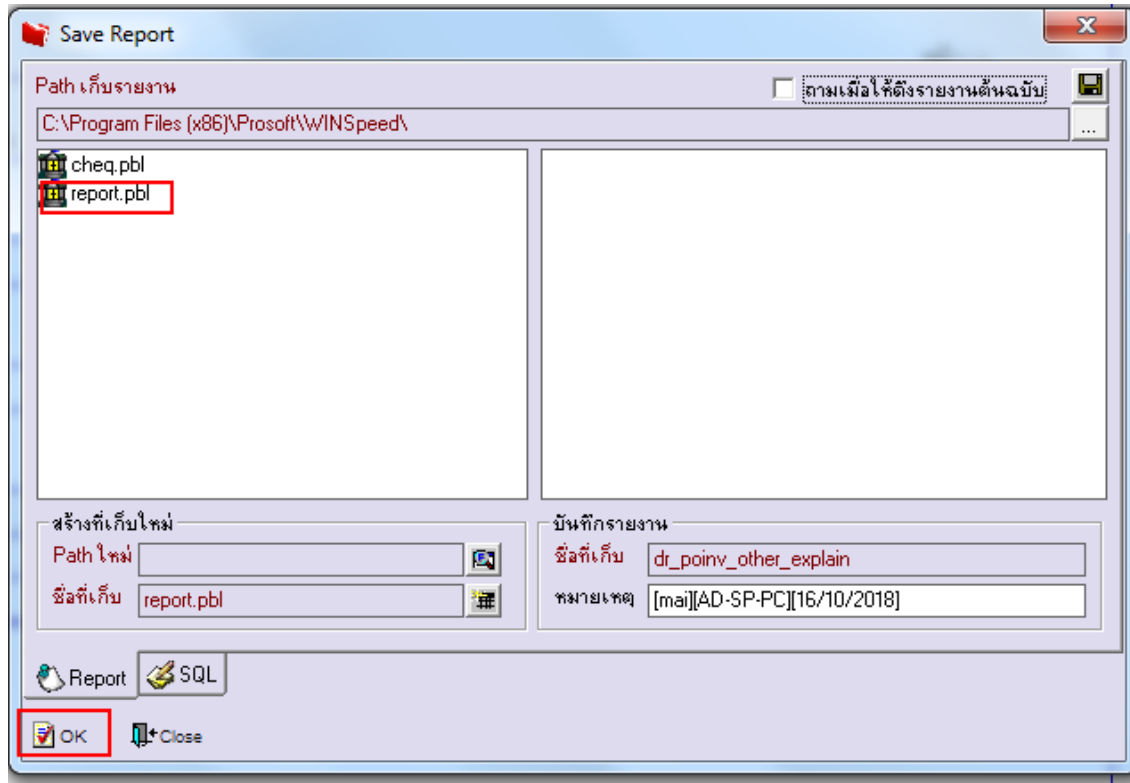 Save Report
Path เก็บรายงาน
ถามเมื่อให้ดึงรายงานต้นฉบับ
C:\Program Files (x86)\Prosoft\WINSpeed\
...
cheq.pbl
report.pbl
สร้างที่เก็บใหม่
Path ใหม่
ชื่อที่เก็บ report.pbl
บันทึกรายงาน
ชื่อที่เก็บ dr_poinv_other_explain
หมายเหตุ [mai][AD-SP-PC][16/10/2018]
Report SQL
OK Close